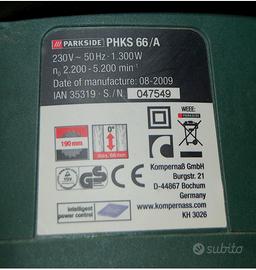 /// PARKSIDE PHKS 66/A
230V ~ 50Hz · 1.300W
n₀ 2.200 - 5.200 min⁻¹
Date of manufacture: 08-2009
IAN 35319 · S./N. 047549
WEEE:
190 mm
0°
max. 66 mm
GS
CE
Kompernaß GmbH
Burgstr. 21
D-44867 Bochum
Germany
www.kompernass.com
KH 3026
intelligent
power control
subito